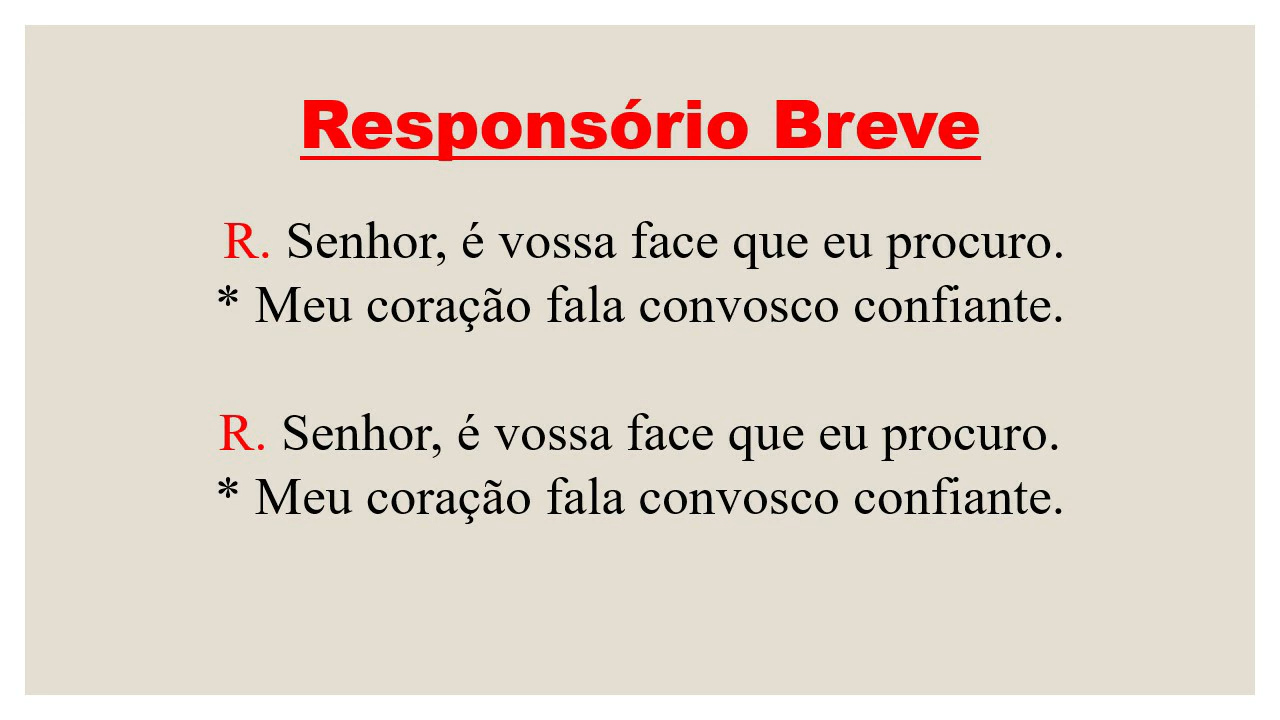 Responsório Breve
R. Senhor, é vossa face que eu procuro.
* Meu coração fala convosco confiante.
R. Senhor, é vossa face que eu procuro.
* Meu coração fala convosco confiante.